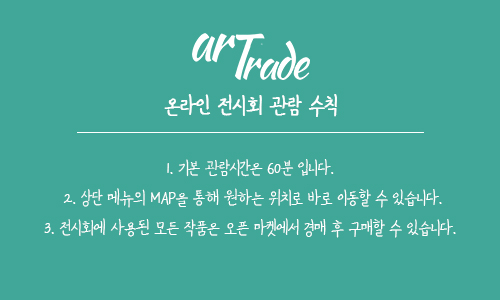 arTrade
온라인 전시회 관람 수칙
1. 기본 관람시간은 60분 입니다.
2. 상단 메뉴의 MAP을 통해 원하는 위치로 바로 이동할 수 있습니다.
3. 전시회에 사용된 모든 작품은 오픈 마켓에서 경매 후 구매할 수 있습니다.